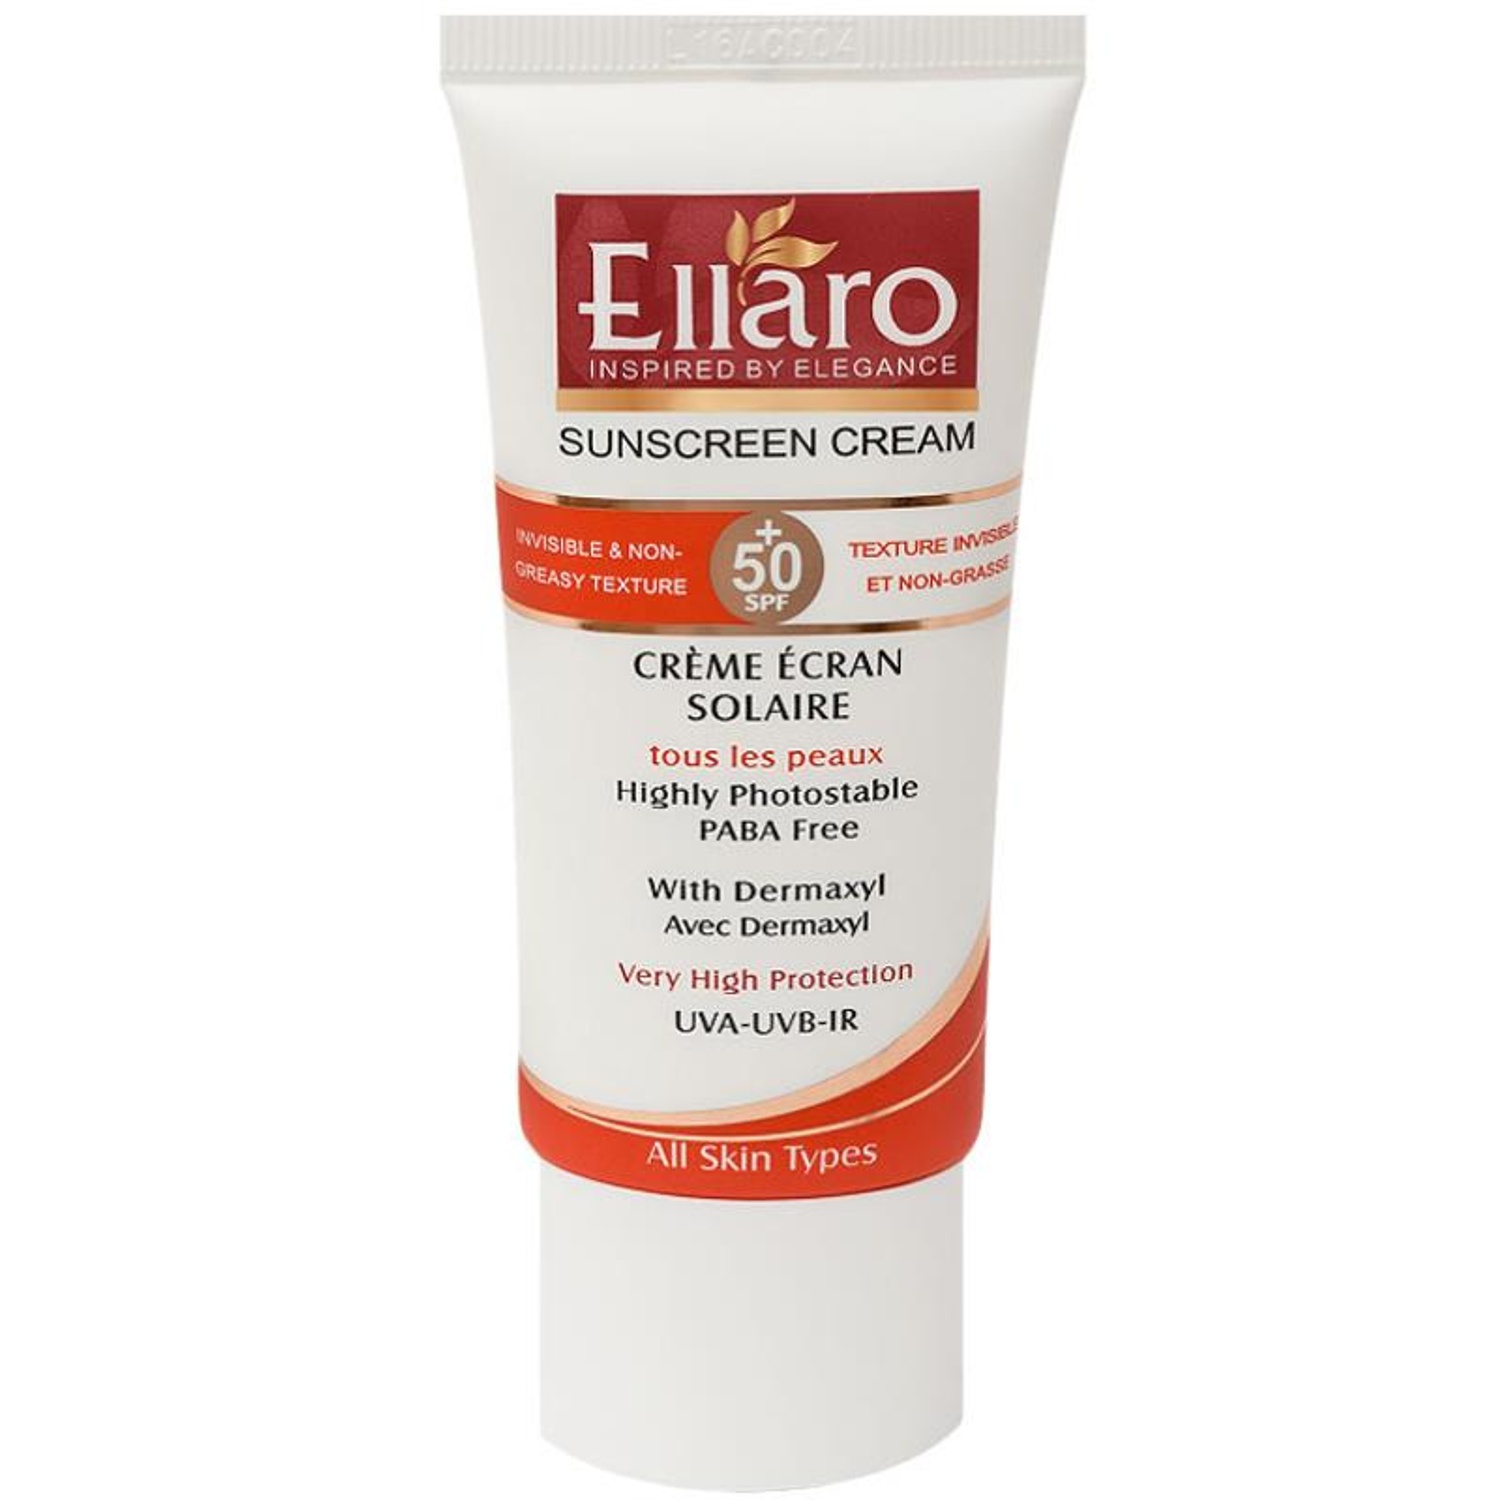 L16AC004
Ellaro
INSPIRED BY ELEGANCE
SUNSCREEN CREAM
INVISIBLE & NON-
GREASY TEXTURE
+
50
SPF
TEXTURE INVISIBLE
ET NON-GRASSE
CRÈME ÉCRAN
SOLAIRE
tous les peaux
Highly Photostable
PABA Free
With Dermaxyl
Avec Dermaxyl
Very High Protection
UVA-UVB-IR
All Skin Types